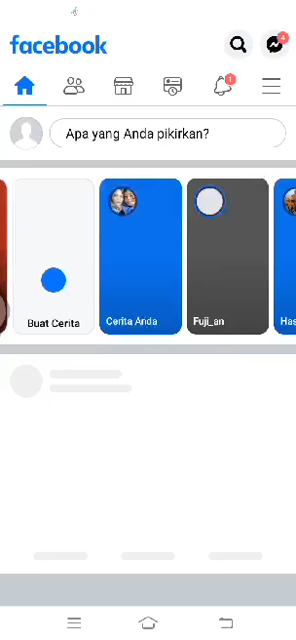 facebook
4
1
Apa yang Anda pikirkan?
Buat Cerita
Cerita Anda
Fuji_an
Has